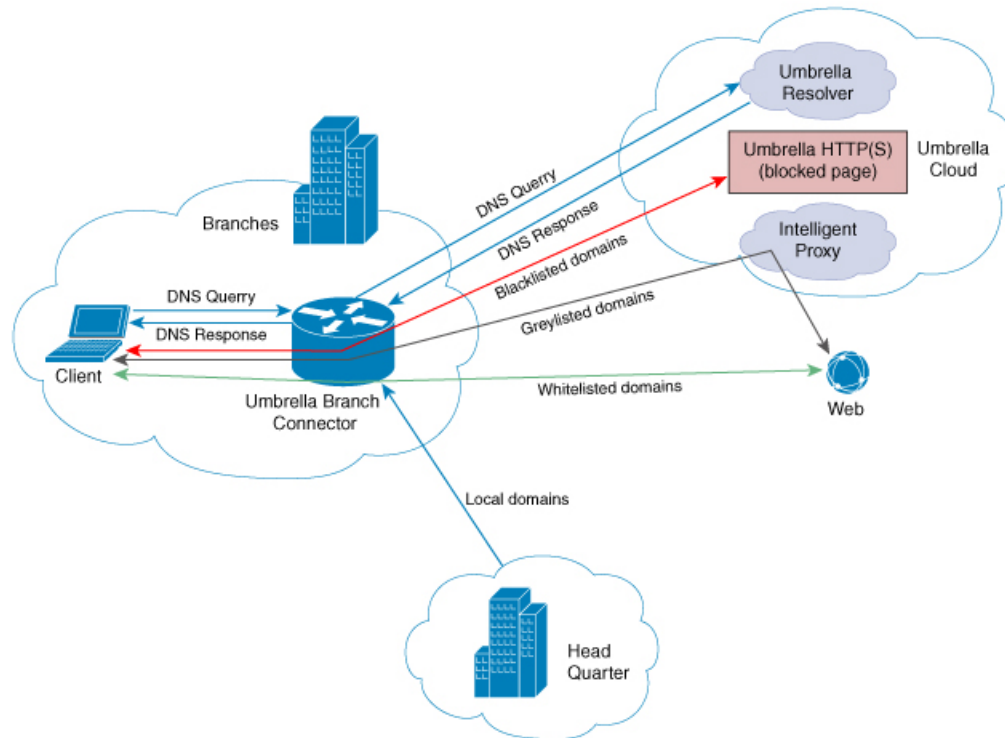 Umbrella
Resolver
Umbrella HTTP(S)
(blocked page)
Umbrella
Cloud
Intelligent
Proxy
Branches
DNS Querry
DNS Response
Blacklisted domains
Greylisted domains
DNS Querry
DNS Response
Client
Whitelisted domains
Umbrella Branch
Connector
Web
Local domains
Head
Quarter